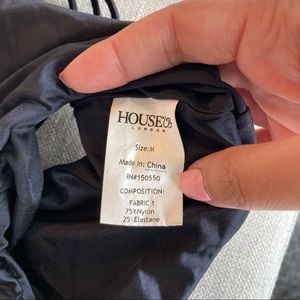 HOUSE OF CB
LONDON
Size:M
Made in: China
RN#150550
COMPOSITION:
FABRIC 1
75%Nylon
25%Elastane